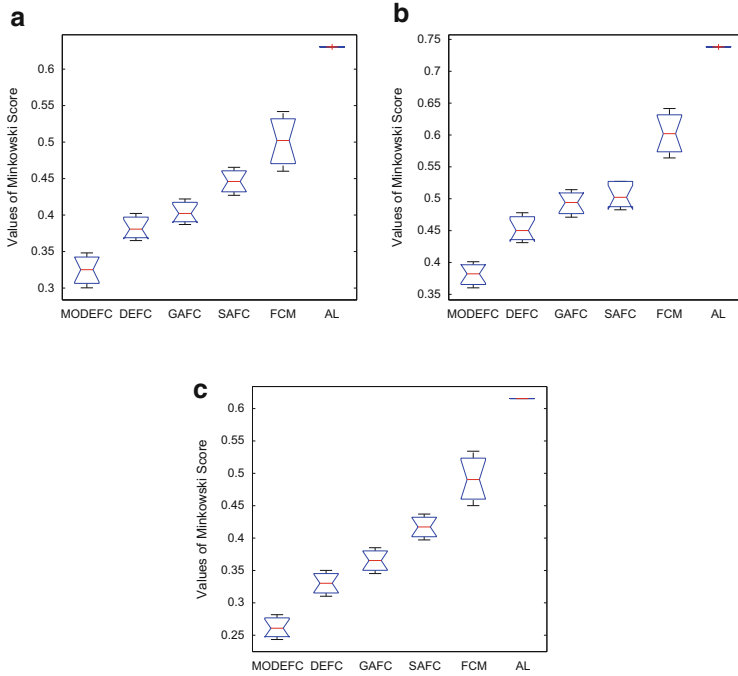 a
Values of Minkowski Score
0.6
0.55
0.5
0.45
0.4
0.35
0.3
MODEFC DEFC GAFC SAFC FCM AL
b
Values of Minkowski Score
0.75
0.7
0.65
0.6
0.55
0.5
0.45
0.4
0.35
MODEFC DEFC GAFC SAFC FCM AL
c
Values of Minkowski Score
0.6
0.5
0.45
0.4
0.35
0.3
0.25
MODEFC DEFC GAFC SAFC FCM AL